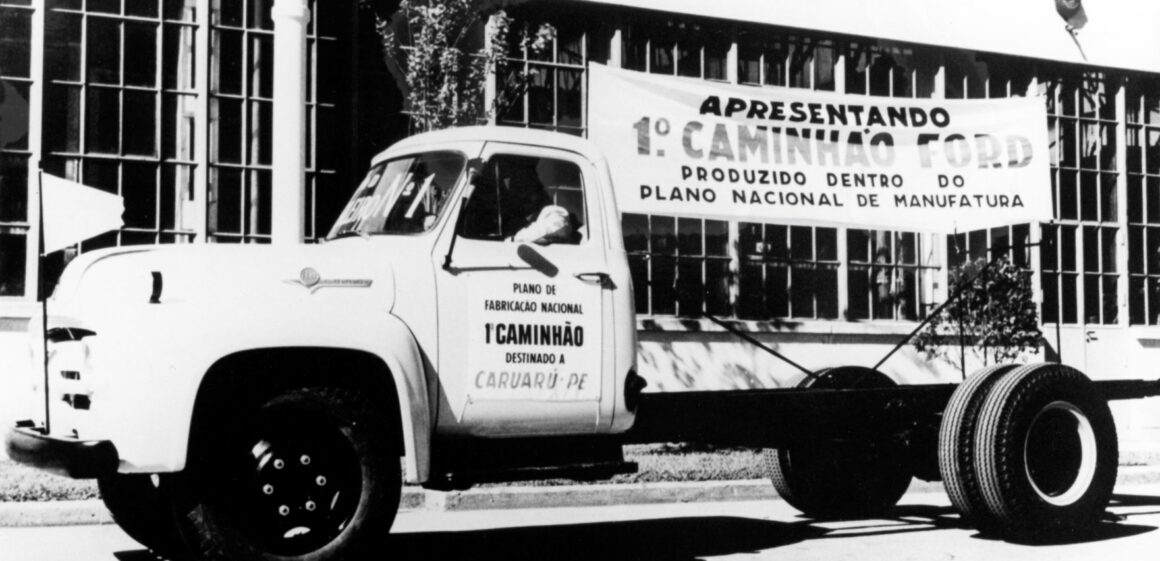 APRESENTANDO
1º CAMINHÃO FORD
PRODUZIDO DENTRO DO
PLANO NACIONAL DE MANUFATURA
PLANO DE
FABRICAÇÃO NACIONAL
1º CAMINHÃO
DESTINADO A
CARUARÚ-PE